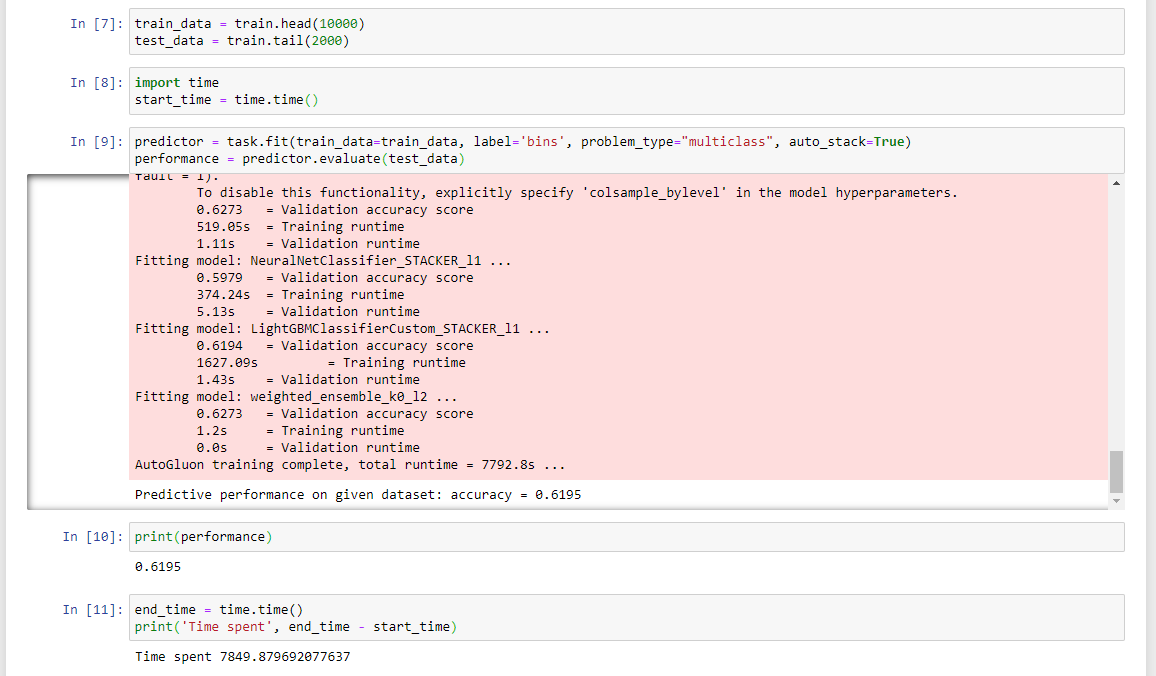 In [7]: train_data = train.head(10000)
test_data = train.tail(2000)
In [8]: import time
start_time = time.time()
In [9]: predictor = task.fit(train_data=train_data, label='bins', problem_type="multiclass", auto_stack=True)
performance = predictor.evaluate(test_data)
fault = 1).
To disable this functionality, explicitly specify 'colsample_bylevel' in the model hyperparameters.
0.6273   = Validation accuracy score
519.05s  = Training runtime
1.11s    = Validation runtime
Fitting model: NeuralNetClassifier_STACKER_l1 ...
0.5979   = Validation accuracy score
374.24s  = Training runtime
5.13s    = Validation runtime
Fitting model: LightGBMClassifierCustom_STACKER_l1 ...
0.6194   = Validation accuracy score
1627.09s         = Training runtime
1.43s    = Validation runtime
Fitting model: weighted_ensemble_k0_l2 ...
0.6273   = Validation accuracy score
1.2s     = Training runtime
0.0s     = Validation runtime
AutoGluon training complete, total runtime = 7792.8s ...
Predictive performance on given dataset: accuracy = 0.6195
In [10]: print(performance)
0.6195
In [11]: end_time = time.time()
print('Time spent', end_time - start_time)
Time spent 7849.879692077637